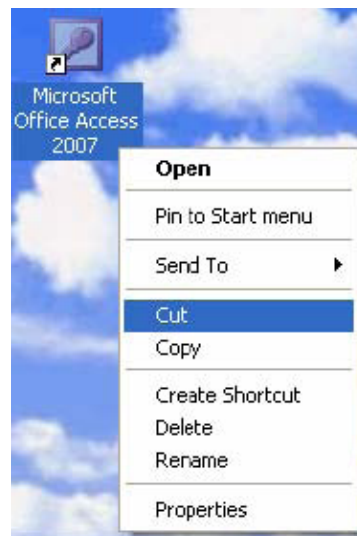 Microsoft
Office Access
2007
Open
Pin to Start menu
Send To
Cut
Copy
Create Shortcut
Delete
Rename
Properties